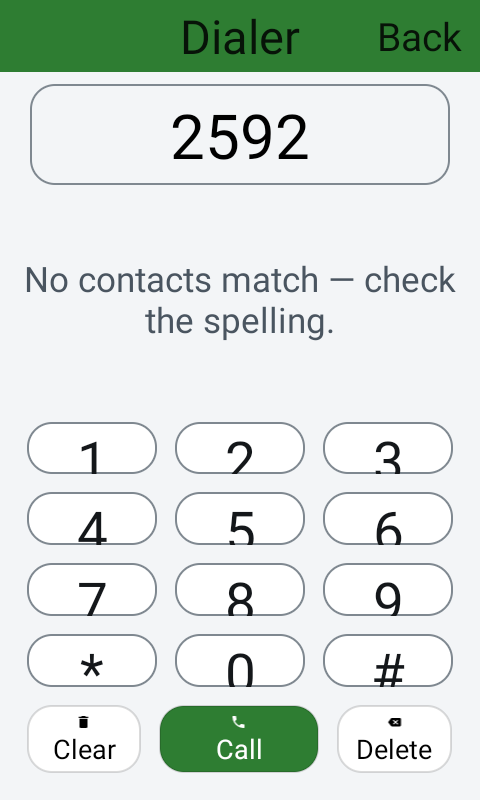 Dialer Back
2592
No contacts match — check
the spelling.
1 2 3
4 5 6
7 8 9
* 0 #
Clear Call Delete